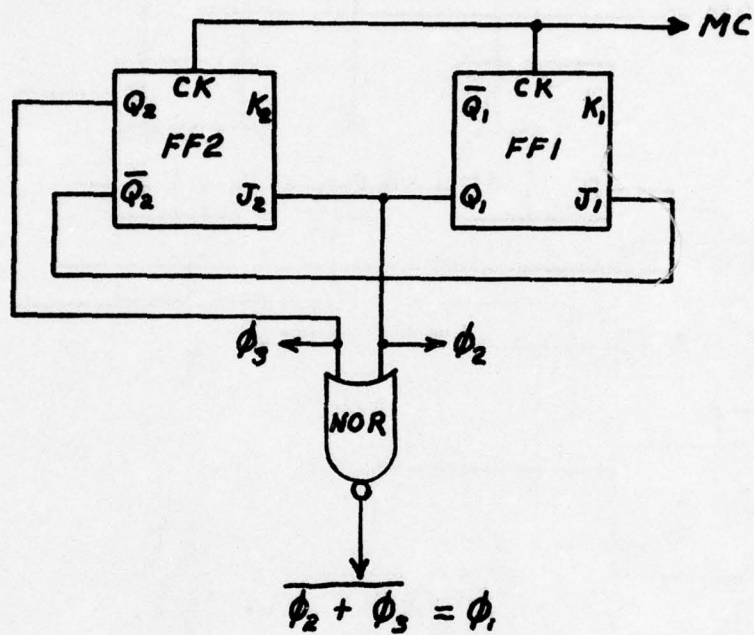 MC
CK
CK
Q₂
K₂
Q̅₁
K₁
FF2
FF1
Q̅₂
J₂
Q₁
J₁
ϕ₃
ϕ₂
NOR
ϕ₂ + ϕ₃ = ϕ₁